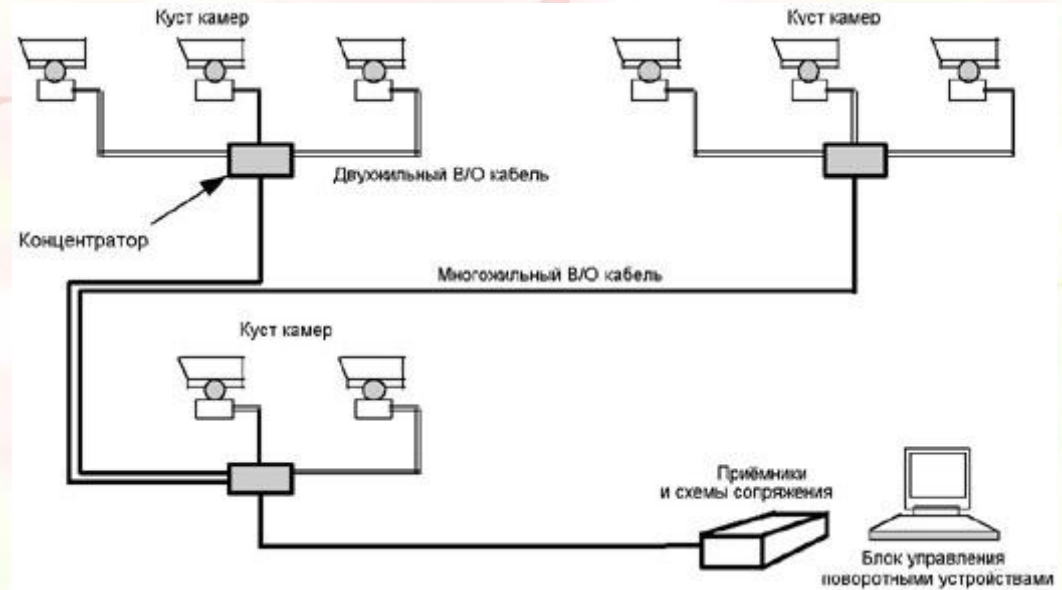 Куст камер
Куст камер
Двухжильный В/О кабель
Концентратор
Многожильный В/О кабель
Куст камер
Приёмники
и схемы сопряжения
Блок управления
поворотными устройствами